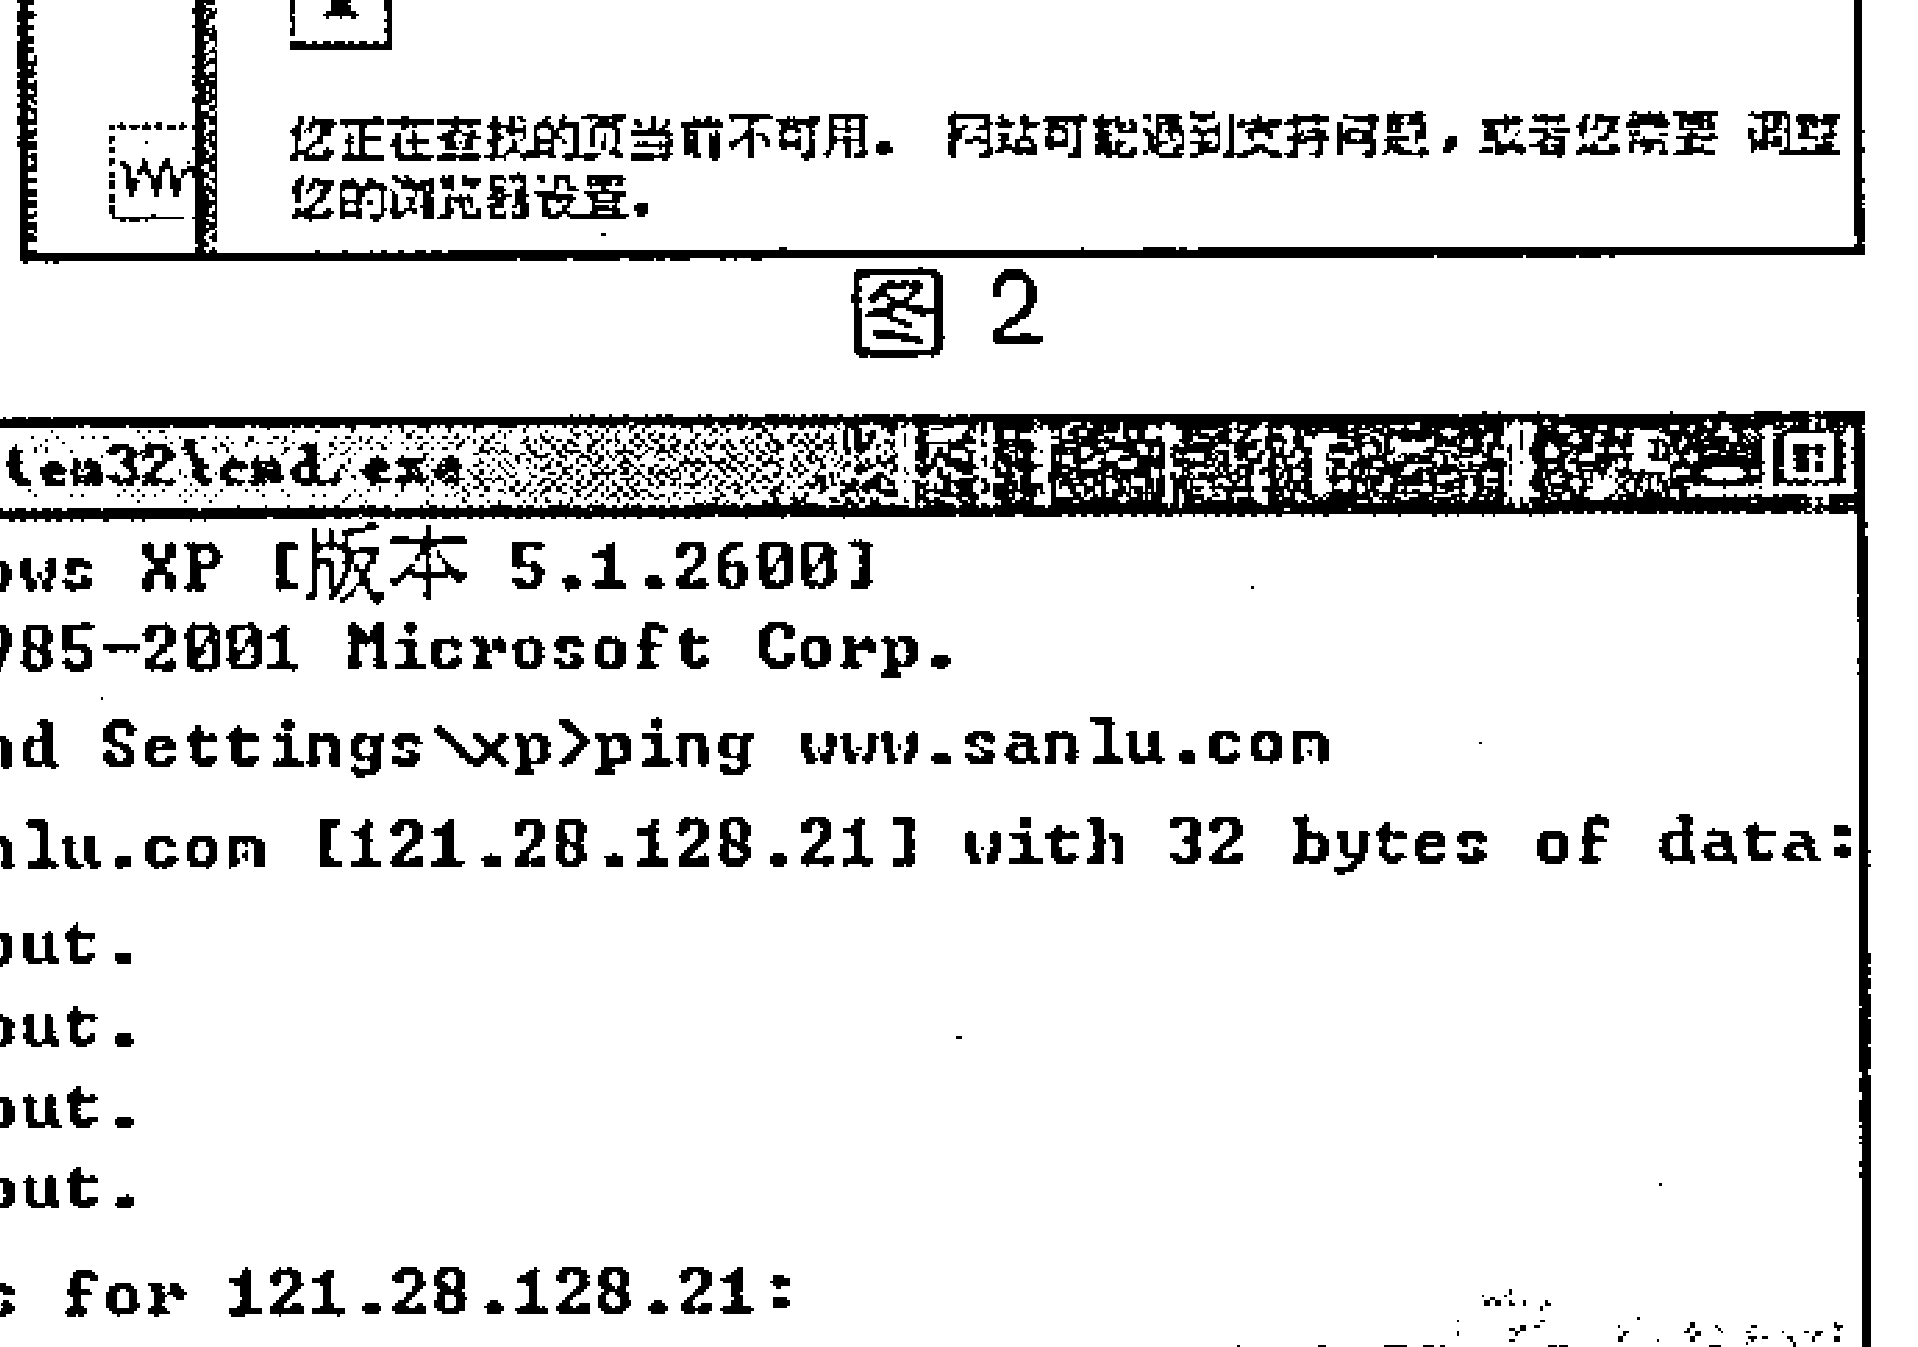 您正在查找的页当前不可用。 网站可能遇到支持问题，或者您需要 调整
您的浏览器设置。
图 2
tem32\cmd.exe
ows XP [版本 5.1.2600]
985-2001 Microsoft Corp.
nd Settings\xp>ping www.sanlu.com
nlu.com [121.28.128.21] with 32 bytes of data:
out.
out.
out.
out.
s for 121.28.128.21: